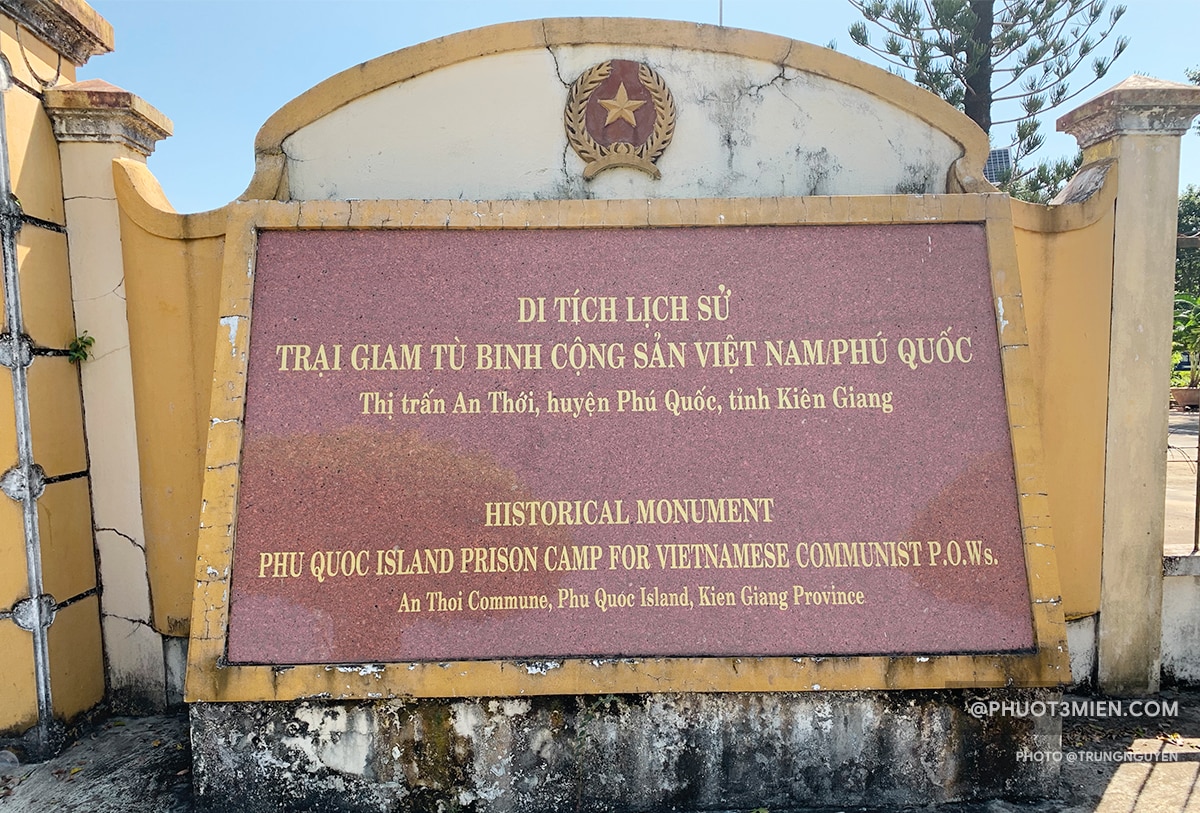 DI TÍCH LỊCH SỬ
TRẠI GIAM TÙ BINH CỘNG SẢN VIỆT NAM/PHÚ QUỐC
Thị trấn An Thới, huyện Phú Quốc, tỉnh Kiên Giang
HISTORICAL MONUMENT
PHU QUOC ISLAND PRISON CAMP FOR VIETNAMESE COMMUNIST P.O.Ws.
An Thoi Commune, Phu Quoc Island, Kien Giang Province
@PHUOT3MIEN.COM
PHOTO @TRUNGNGUYEN